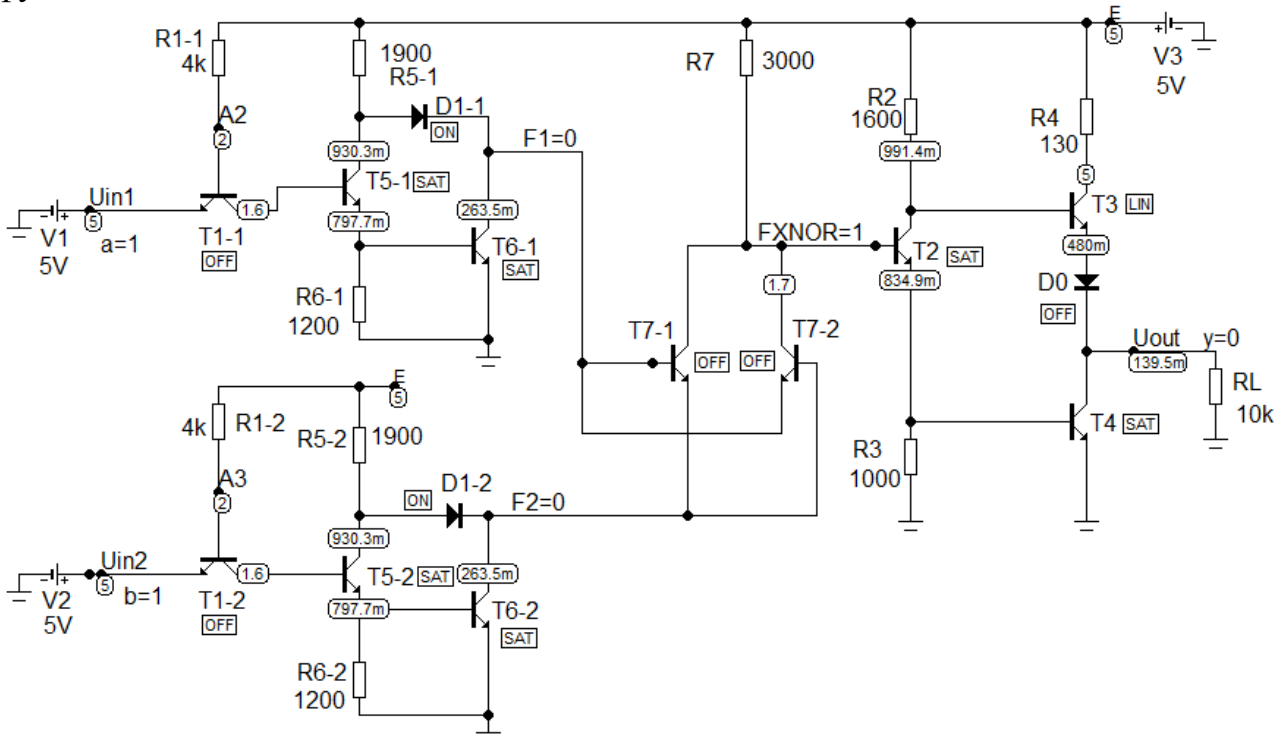 E
5
V3
5V
R1-1
4k
1900
R5-1
R7
3000
R2
1600
R4
130
A2
2
D1-1
ON
F1=0
930.3m
991.4m
5
Uin1
5
a=1
V1
5V
1.6
T1-1
OFF
T5-1
SAT
797.7m
263.5m
T6-1
SAT
FXNOR=1
T2
SAT
T3
LIN
480m
834.9m
1.7
D0
OFF
R6-1
1200
T7-1
OFF
T7-2
OFF
Uout
y=0
139.5m
RL
10k
E
5
4k
R1-2
R5-2
1900
T4
SAT
R3
1000
A3
2
D1-2
ON
F2=0
930.3m
Uin2
5
b=1
V2
5V
1.6
T1-2
OFF
T5-2
SAT
263.5m
797.7m
T6-2
SAT
R6-2
1200